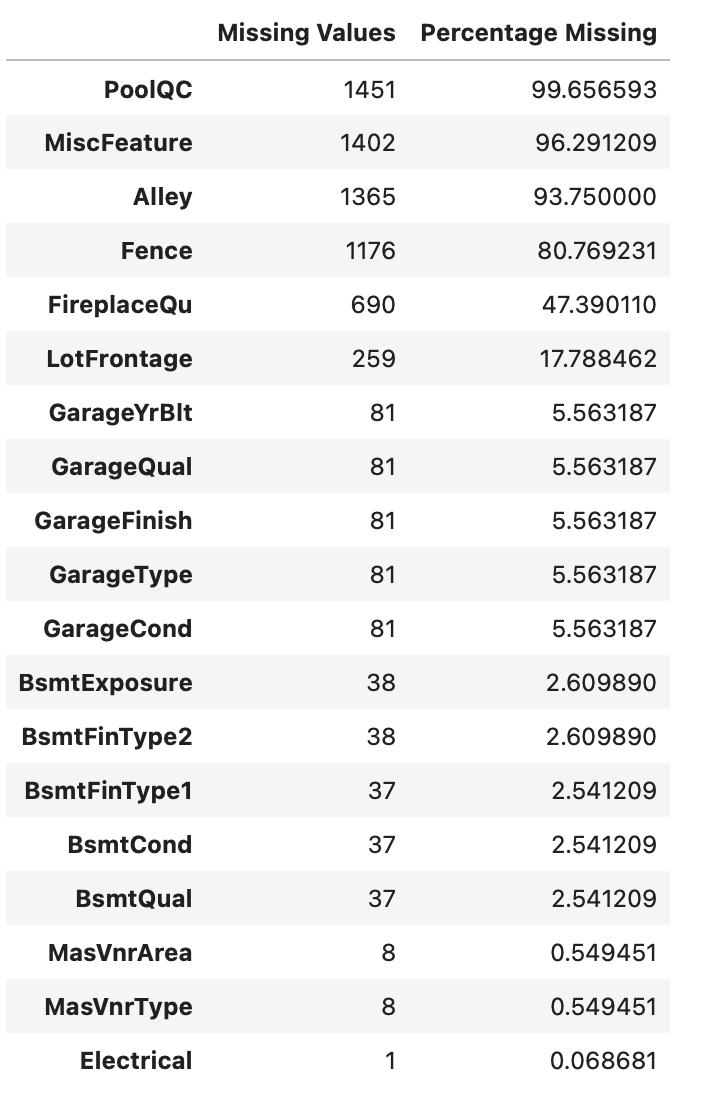 Missing Values Percentage Missing
PoolQC 1451 99.656593
MiscFeature 1402 96.291209
Alley 1365 93.750000
Fence 1176 80.769231
FireplaceQu 690 47.390110
LotFrontage 259 17.788462
GarageYrBlt 81 5.563187
GarageQual 81 5.563187
GarageFinish 81 5.563187
GarageType 81 5.563187
GarageCond 81 5.563187
BsmtExposure 38 2.609890
BsmtFinType2 38 2.609890
BsmtFinType1 37 2.541209
BsmtCond 37 2.541209
BsmtQual 37 2.541209
MasVnrArea 8 0.549451
MasVnrType 8 0.549451
Electrical 1 0.068681